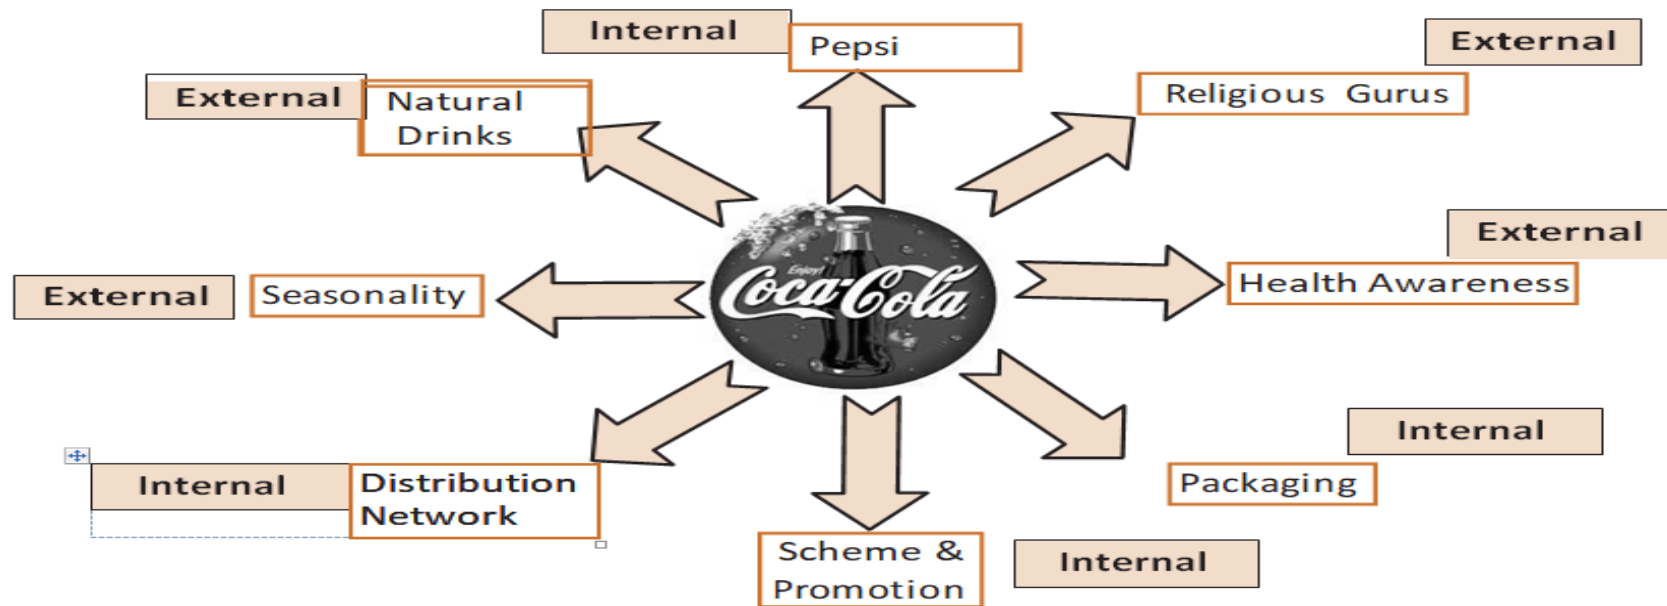 Internal
Pepsi
External
Religious Gurus
External
Natural
Drinks
External
Health Awareness
External
Seasonality
Enjoy!
Coca-Cola
Internal
Packaging
Internal
Distribution
Network
Scheme &
Promotion
Internal